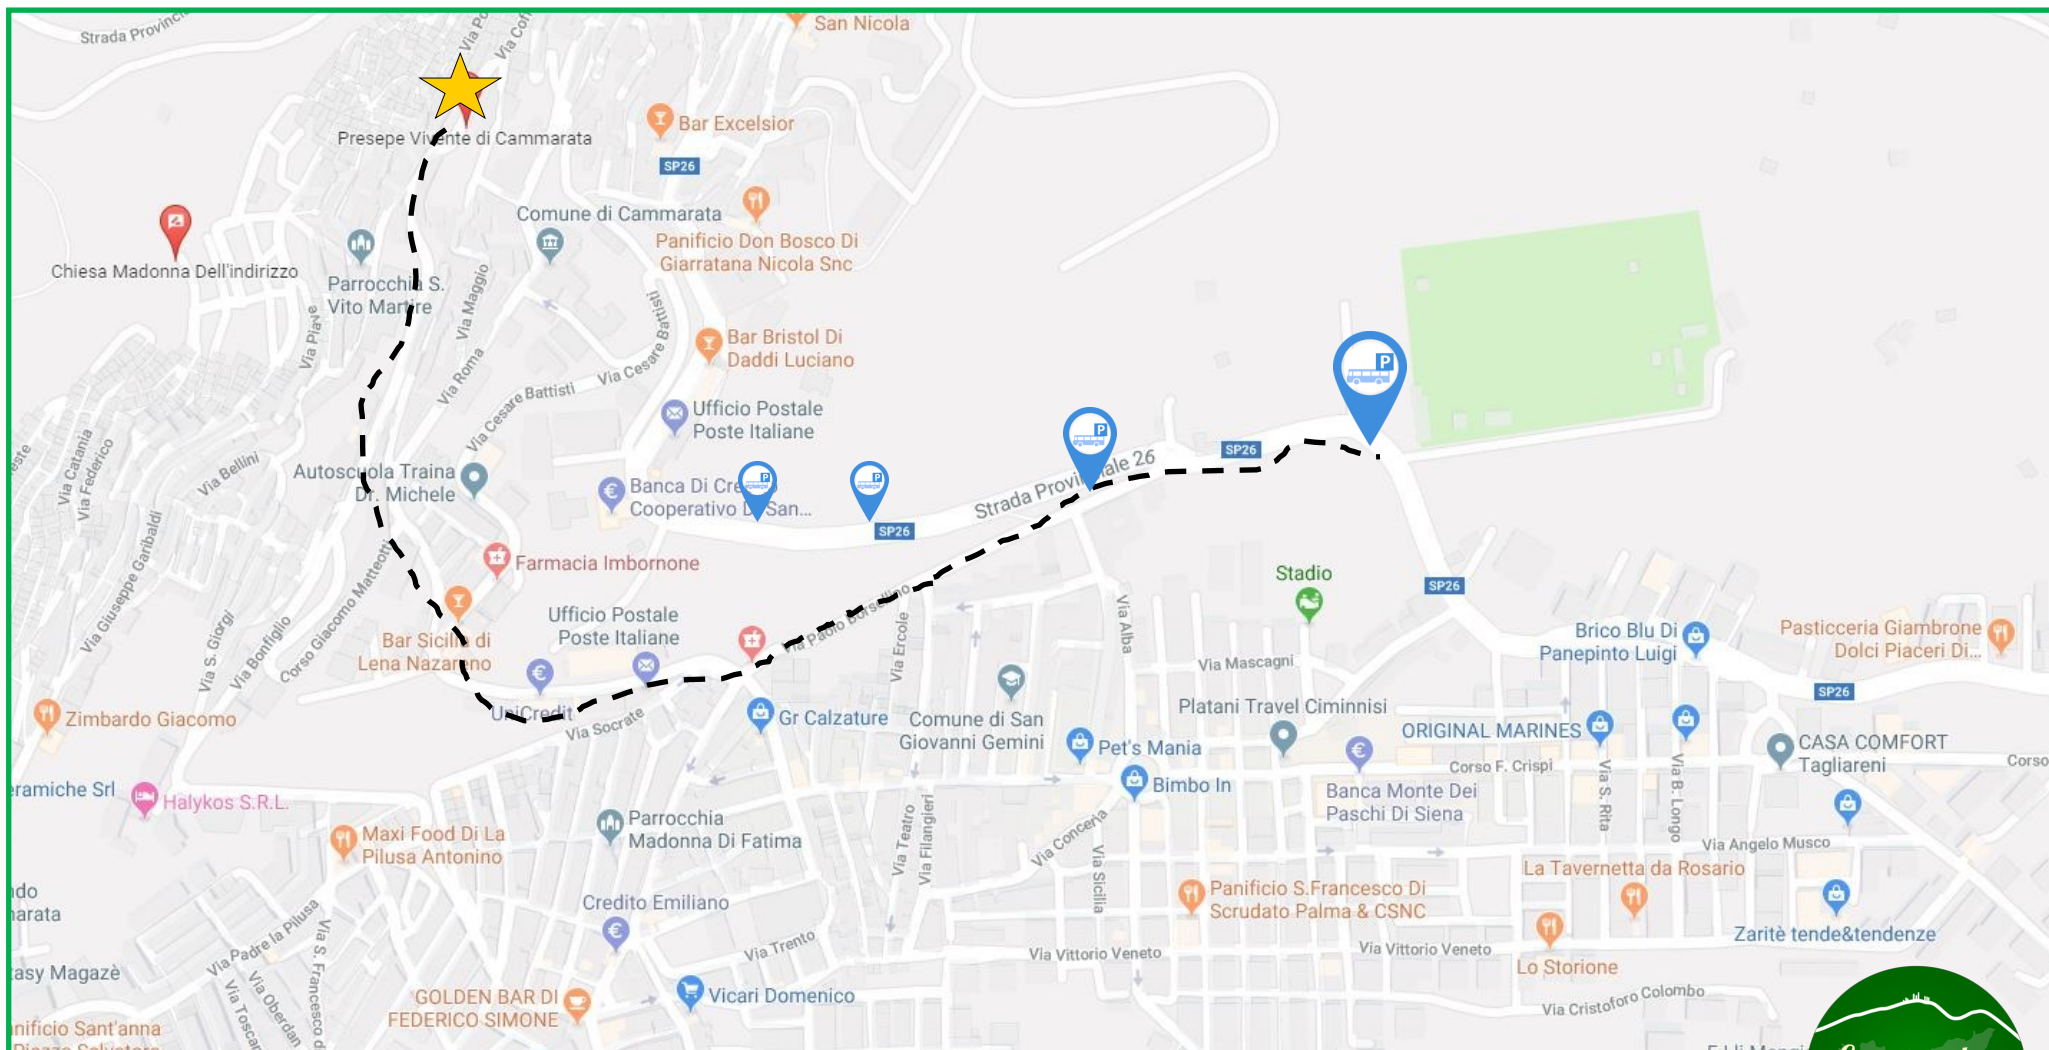 Strada Provinc
San Nicola
Presepe Vivente di Cammarata
Bar Excelsior
SP26
Comune di Cammarata
Panificio Don Bosco Di
Giarratana Nicola Snc
Chiesa Madonna Dell'indirizzo
Parrocchia S.
Vito Martire
Via Maggio
Via Piave
Via Roma
Via Cesare Battisti
Via Cesare Battisti
Bar Bristol Di
Daddi Luciano
P
Ufficio Postale
Poste Italiane
P
SP26
Strada Provinciale 26
Via Catania
Via Federico
Via Bellini
Autoscuola Traina
Dr. Michele
Banca Di Credito
Cooperativo Di San...
P
P
SP26
Via Giuseppe Garibaldi
Via S. Giorgi
Via Bonfiglio
Corso Giacomo Matteotti
Farmacia Imbornone
Stadio
SP26
Bar Sicilia di
Lena Nazareno
Ufficio Postale
Poste Italiane
Via Paolo Borsellino
Via Ercole
Via Alba
Via Mascagni
Brico Blu Di
Panepinto Luigi
Pasticceria Giambrone
Dolci Piaceri Di...
SP26
Zimbardo Giacomo
UniCredit
Via Socrate
Gr Calzature
Comune di San
Giovanni Gemini
Pet's Mania
Platani Travel Ciminnisi
ORIGINAL MARINES
CASA COMFORT
Tagliareni
Corso F. Crispi
Corso
eramiche Srl
Halykos S.R.L.
Bimbo In
Banca Monte Dei
Paschi Di Siena
Via S. Rita
Via B. Longo
Maxi Food Di La
Pilusa Antonino
Parrocchia
Madonna Di Fatima
Via Teatro
Via Filangieri
Via Conceria
Via Sicilia
Via Angelo Musco
La Tavernetta da Rosario
Panificio S.Francesco Di
Scrudato Palma & CSNC
Credito Emiliano
Via Padre la Pilusa
Via S. Francesco d
Via Trento
Via Vittorio Veneto
Via Vittorio Veneto
Zaritè tende&tendenze
Lo Storione
asy Magazè
Via Oberdan
Via Toscan
GOLDEN BAR DI
FEDERICO SIMONE
Vicari Domenico
Via Cristoforo Colombo
nificio Sant'anna